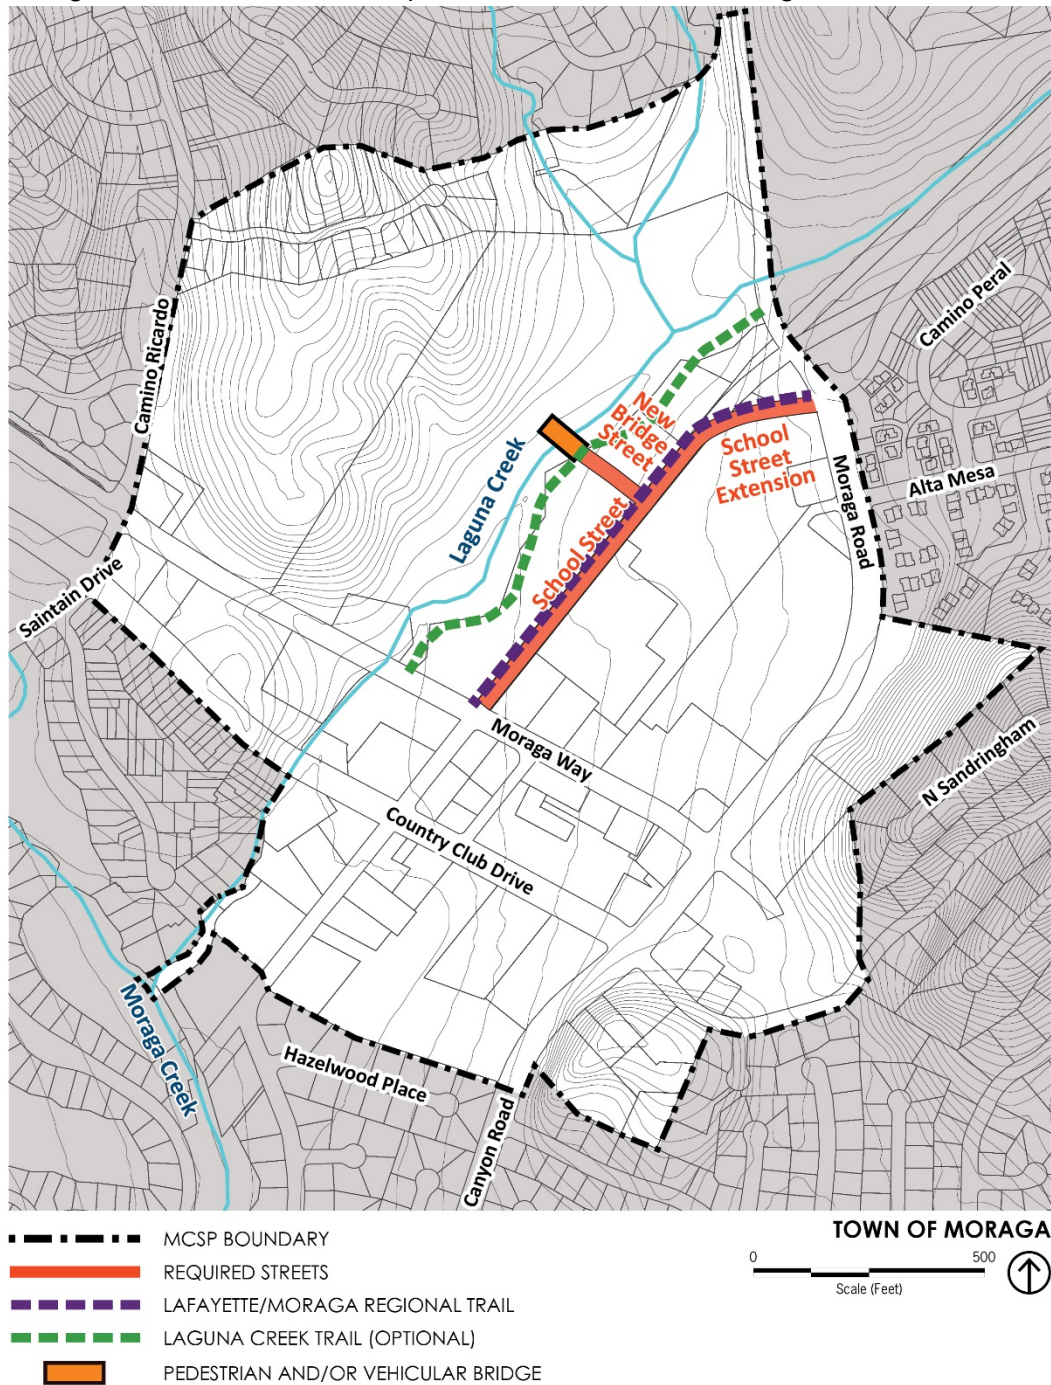 Camino Ricardo
Camino Peral
New
Bridge
Street
School
Street
Extension
Laguna Creek
School Street
Moraga Road
Alta Mesa
Saintain Drive
Moraga Way
N Sandringham
Country Club Drive
Moraga Creek
Hazelwood Place
Canyon Road
TOWN OF MORAGA
MCSP BOUNDARY
REQUIRED STREETS
LAFAYETTE/MORAGA REGIONAL TRAIL
LAGUNA CREEK TRAIL (OPTIONAL)
PEDESTRIAN AND/OR VEHICULAR BRIDGE
0 500
Scale (Feet)